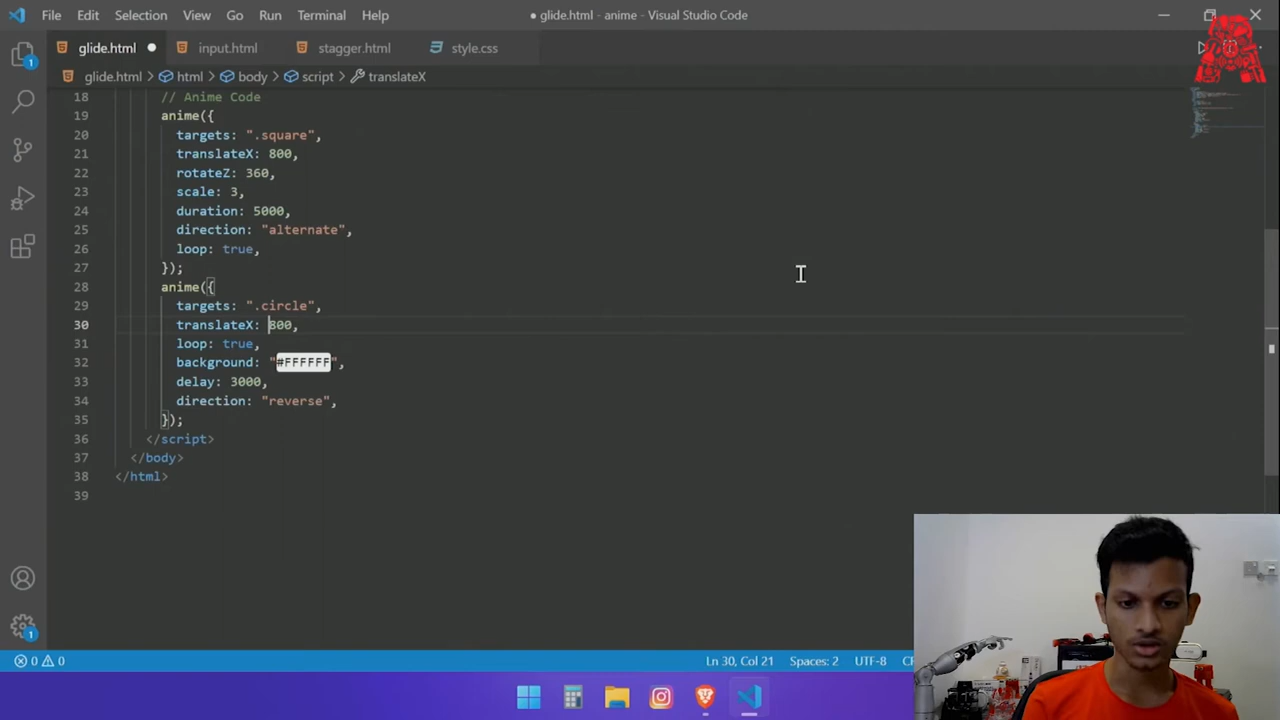 File Edit Selection View Go Run Terminal Help
● glide.html - anime - Visual Studio Code
glide.html input.html stagger.html style.css
glide.html > html > body > script > translateX
18 // Anime Code
19 anime({
20 targets: ".square",
21 translateX: 800,
22 rotateZ: 360,
23 scale: 3,
24 duration: 5000,
25 direction: "alternate",
26 loop: true,
27 });
28 anime({
29 targets: ".circle",
30 translateX: 800,
31 loop: true,
32 background: "#FFFFFF",
33 delay: 3000,
34 direction: "reverse",
35 });
36 </script>
37 </body>
38 </html>
39
1
1
0 0 Ln 30, Col 21 Spaces: 2 UTF-8